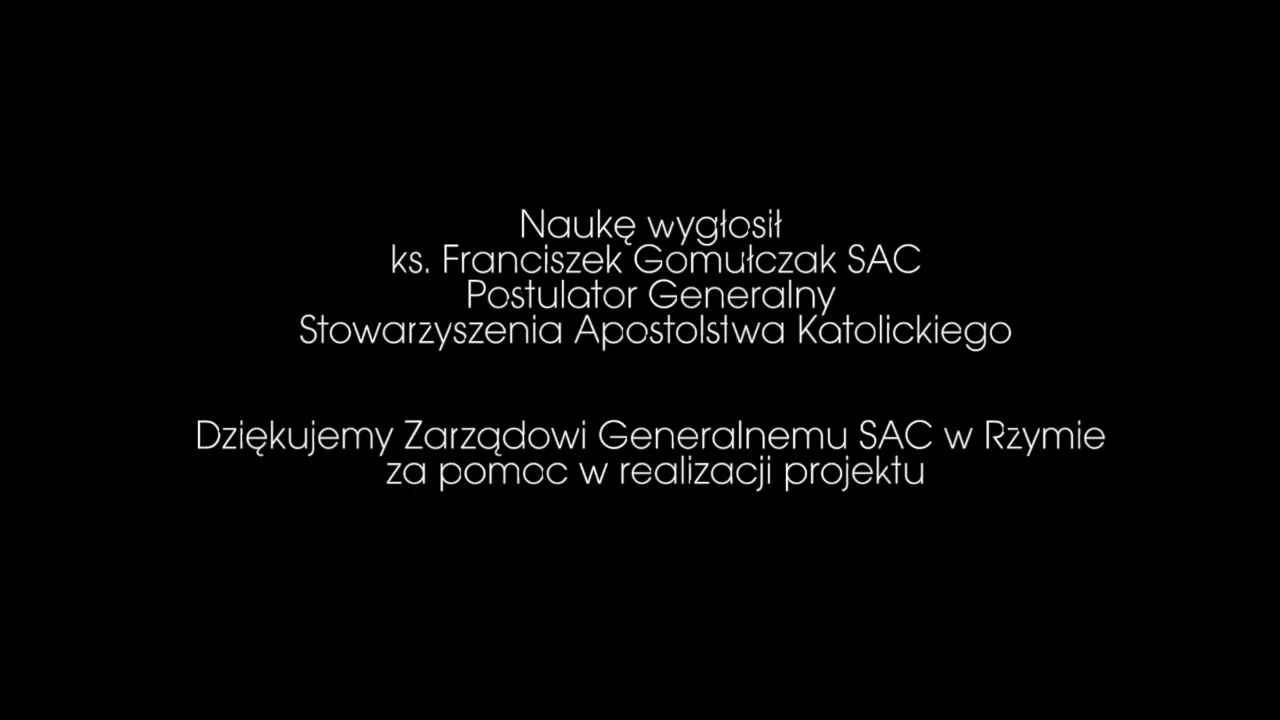 Naukę wygłosił
ks. Franciszek Gomułczak SAC
Postulator Generalny
Stowarzyszenia Apostolstwa Katolickiego
Dziękujemy Zarządowi Generalnemu SAC w Rzymie
za pomoc w realizacji projektu